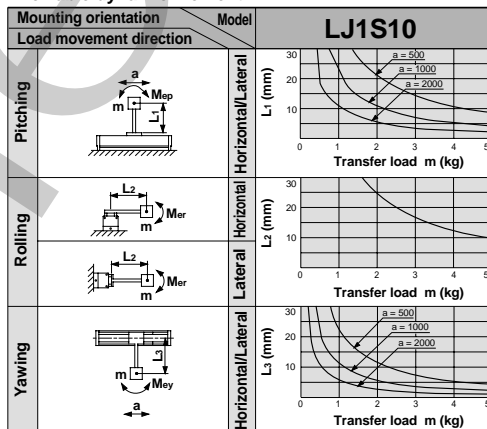 Mounting orientation Model
Load movement direction
LJ1S10
Pitching
a
Mep
m
L1
Horizontal/Lateral
L1 (mm)
30
20
10
a = 500
a = 1000
a = 2000
0 1 2 3 4 5
Transfer load m (kg)
Rolling
L2
m
Mer
Horizontal
L2
m
Mer
Lateral
L2 (mm)
30
20
10
0 1 2 3 4 5
Transfer load m (kg)
Yawing
L3
m
Mey
a
Horizontal/Lateral
L3 (mm)
30
20
10
a = 500
a = 1000
a = 2000
0 1 2 3 4 5
Transfer load m (kg)